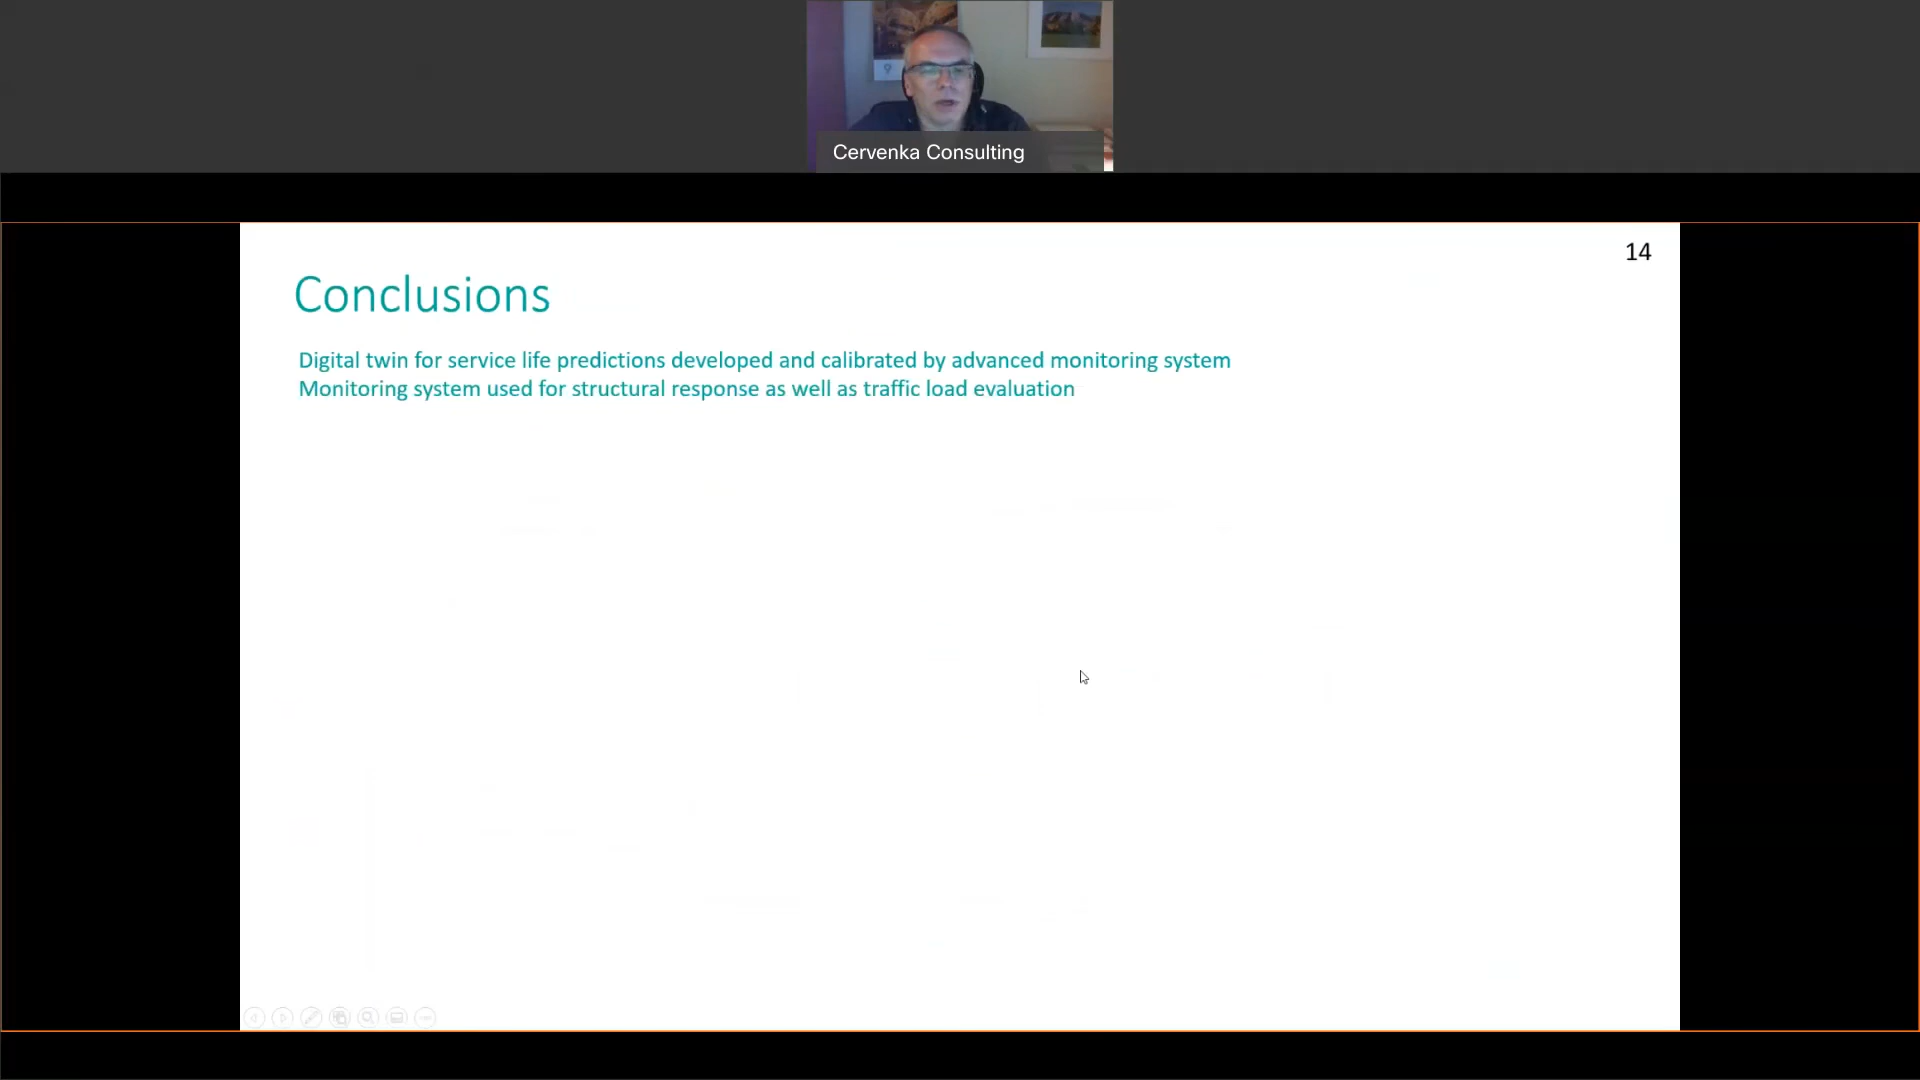 9
Cervenka Consulting
14
Conclusions
Digital twin for service life predictions developed and calibrated by advanced monitoring system
Monitoring system used for structural response as well as traffic load evaluation